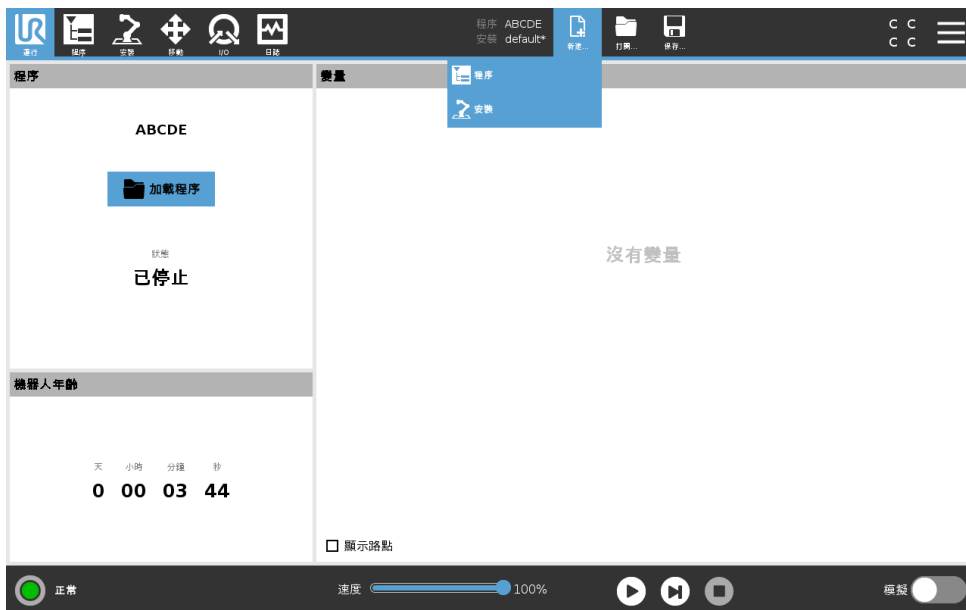 運行 程序 安裝 移動 I/O 日誌
程序 ABCDE
安裝 default*
新建... 打開... 保存...
C C
C C
程序
安裝
程序
ABCDE
加載程序
狀態
已停止
機器人年齡
天 小時 分鐘 秒
0 00 03 44
變量
沒有變量
顯示路點
正常
速度 100%
模擬